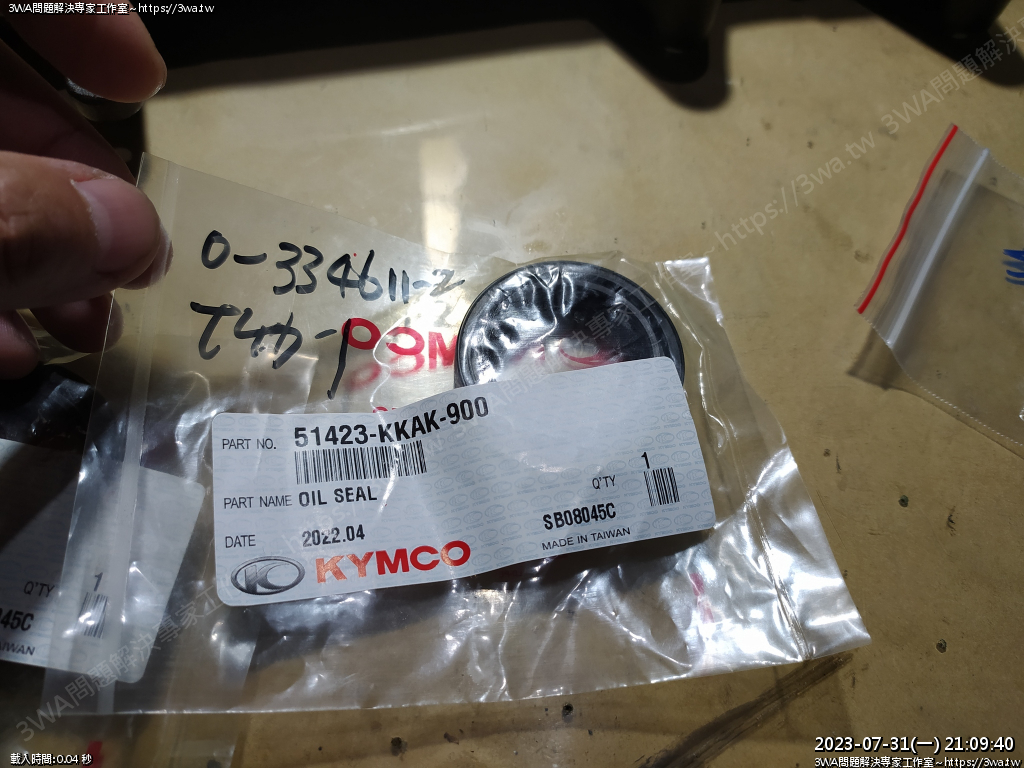 3WA問題解決專家工作室~https://3wa.tw
0-334611-2
PART NO. 51423-KKAK-900
PART NAME OIL SEAL
Q'TY 1
DATE 2022.04
SB08045C
MADE IN TAIWAN
KYMCO
Q'TY 1
45C
AIWAN
載入時間:0.04 秒
2023-07-31(一) 21:09:40
3WA問題解決專家工作室~https://3wa.tw